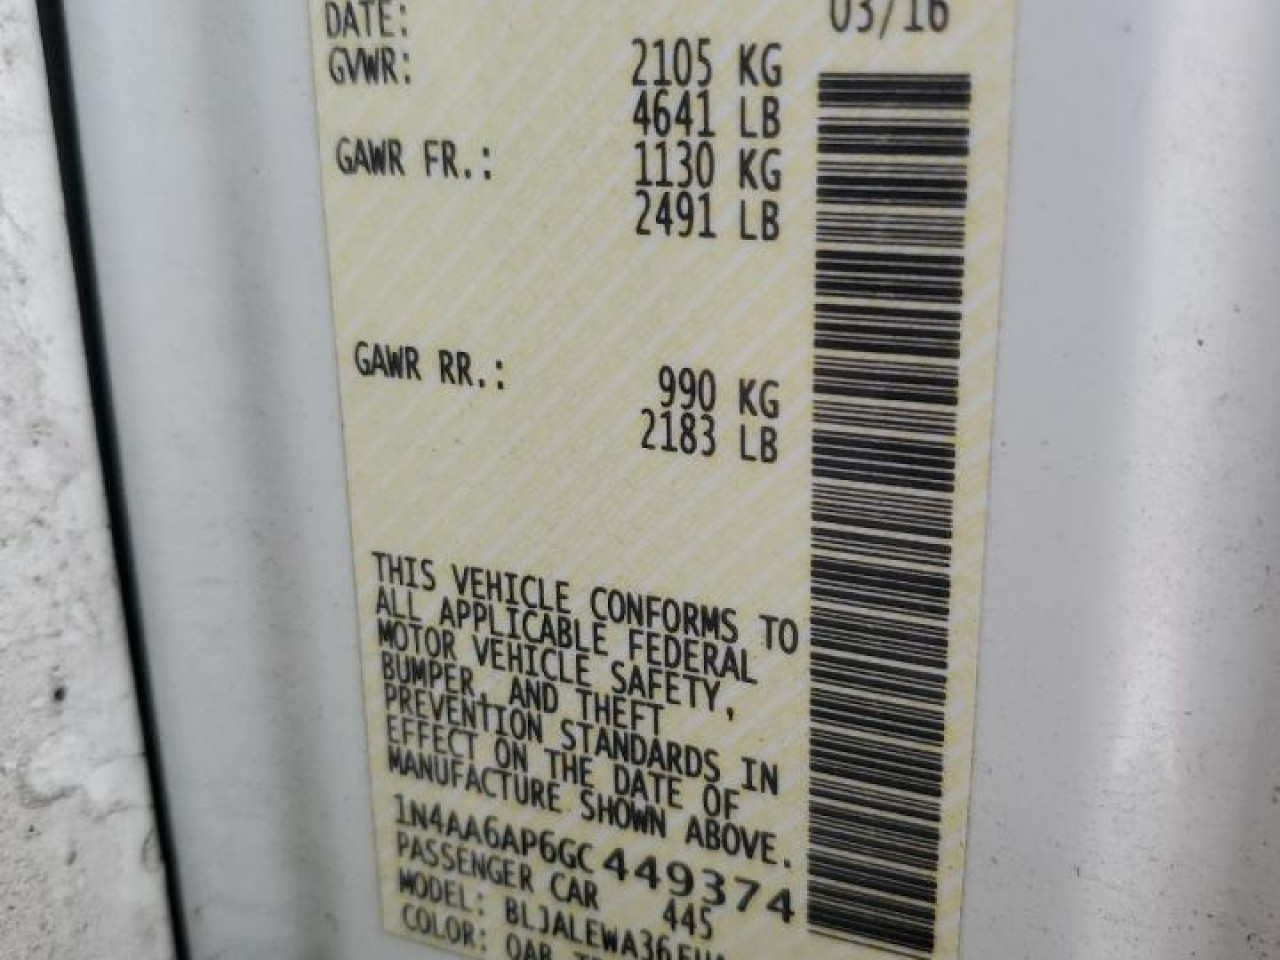 DATE: 03/16
GVWR: 2105 KG
4641 LB
GAWR FR.: 1130 KG
2491 LB
GAWR RR.: 990 KG
2183 LB
THIS VEHICLE CONFORMS TO
ALL APPLICABLE FEDERAL
MOTOR VEHICLE SAFETY,
BUMPER, AND THEFT
PREVENTION STANDARDS IN
EFFECT ON THE DATE OF
MANUFACTURE SHOWN ABOVE.
1N4AA6AP6GC449374
PASSENGER CAR 445
MODEL: BLJALEWA36EUA
COLOR: QAB